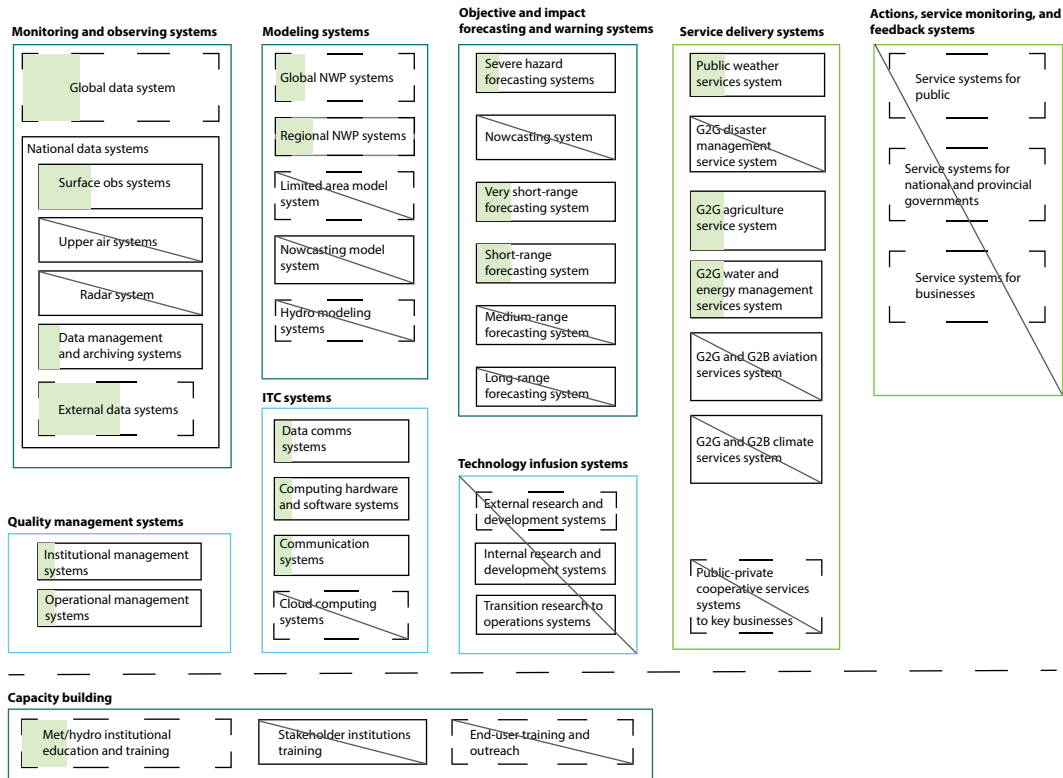 Monitoring and observing systems
Global data system
National data systems
Surface obs systems
Upper air systems
Radar system
Data management
and archiving systems
External data systems
Quality management systems
Institutional management
systems
Operational management
systems
Modeling systems
Global NWP systems
Regional NWP systems
Limited area model
system
Nowcasting model
system
Hydro modeling
systems
ITC systems
Data comms
systems
Computing hardware
and software systems
Communication
systems
Cloud computing
systems
Objective and impact
forecasting and warning systems
Severe hazard
forecasting systems
Nowcasting system
Very short-range
forecasting system
Short-range
forecasting system
Medium-range
forecasting system
Long-range
forecasting system
Technology infusion systems
External research and
development systems
Internal research and
development systems
Transition research to
operations systems
Service delivery systems
Public weather
services system
G2G disaster
management
service system
G2G agriculture
service system
G2G water and
energy management
services system
G2G and G2B aviation
services system
G2G and G2B climate
services system
Public-private
cooperative services
systems
to key businesses
Actions, service monitoring, and
feedback systems
Service systems for
public
Service systems for
national and provincial
governments
Service systems for
businesses
Capacity building
Met/hydro institutional
education and training
Stakeholder institutions
training
End-user training and
outreach